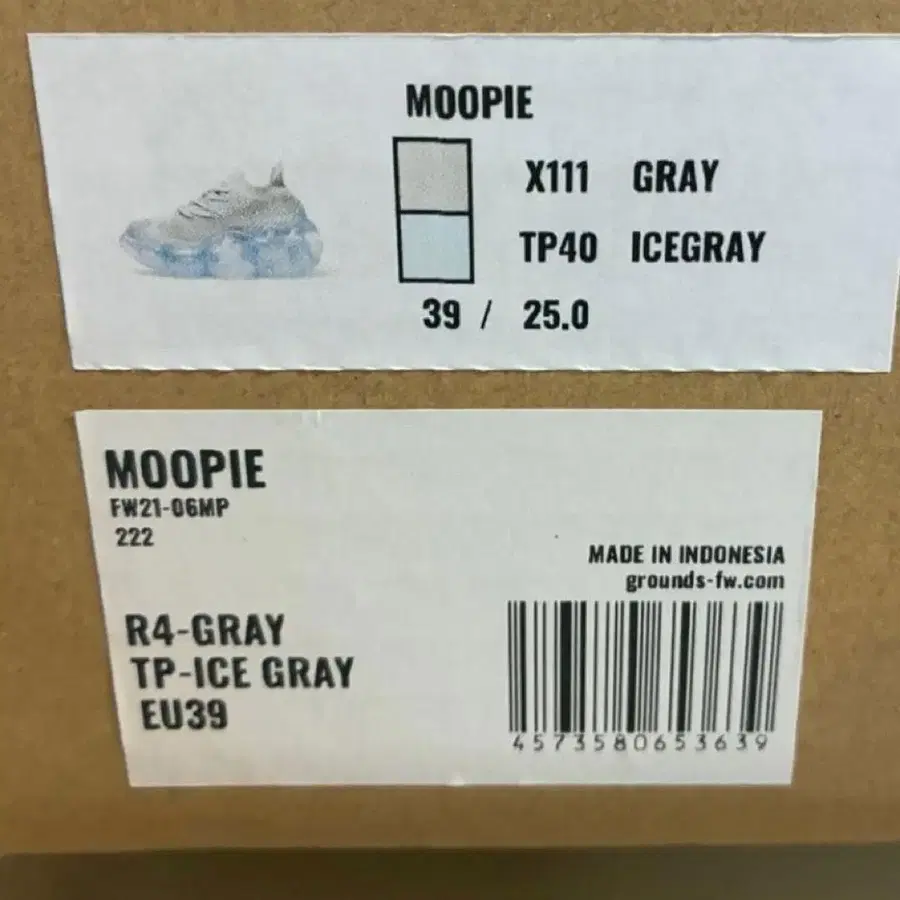 MOOPIE
X111 GRAY
TP40 ICEGRAY
39 / 25.0
MOOPIE
FW21-06MP
222
MADE IN INDONESIA
grounds-fw.com
R4-GRAY
TP-ICE GRAY
EU39
4573580653639